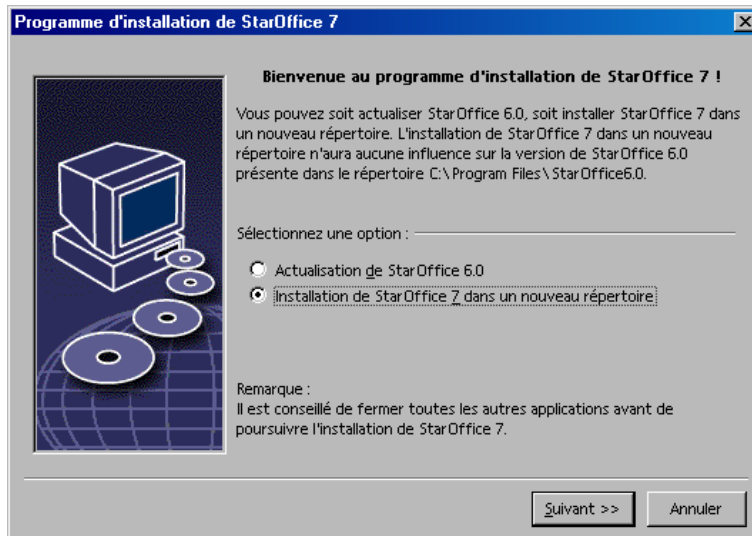 Programme d'installation de StarOffice 7
Bienvenue au programme d'installation de StarOffice 7 !
Vous pouvez soit actualiser StarOffice 6.0, soit installer StarOffice 7 dans
un nouveau répertoire. L'installation de StarOffice 7 dans un nouveau
répertoire n'aura aucune influence sur la version de StarOffice 6.0
présente dans le répertoire C:\Program Files\StarOffice6.0.
Sélectionnez une option :
Actualisation de StarOffice 6.0
Installation de StarOffice 7 dans un nouveau répertoire
Remarque :
Il est conseillé de fermer toutes les autres applications avant de
poursuivre l'installation de StarOffice 7.
Suivant >>
Annuler